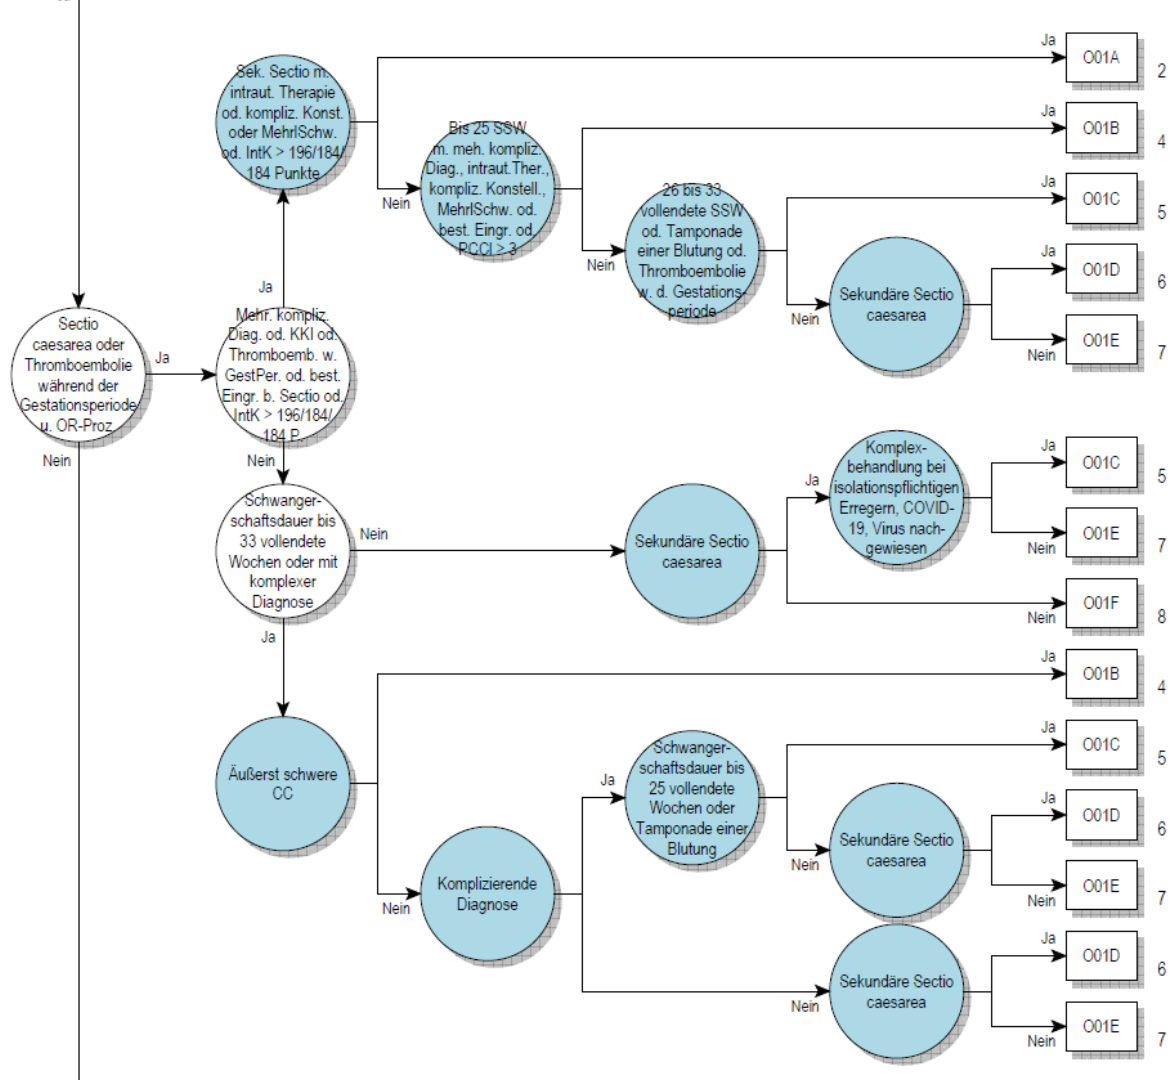 Ja
O01A
2
Sek. Sectio m.
intraut. Therapie
od. kompliz. Konst.
oder MehrlSchw.
od. IntK > 196/184/
184 Punkte
Nein
Ja
O01B
4
Bis 25 SSW
m. meh. kompliz.
Diag., intraut.Ther.,
kompliz. Konstell.,
MehrlSchw. od.
best. Eingr. od.
PCCI > 3
Nein
Ja
O01C
5
26 bis 33
vollendete SSW
od. Tamponade
einer Blutung od.
Thromboembolie
w. d. Gestations-
periode
Nein
Sekundäre Sectio
caesarea
Ja
O01D
6
Nein
O01E
7
Ja
Sectio
caesarea oder
Thromboembolie
während der
Gestationsperiode
u. OR-Proz.
Ja
Nein
Mehr. kompliz.
Diag. od. KKI od.
Thromboemb. w.
GestPer. od. best.
Eingr. b. Sectio od.
IntK > 196/184/
184 P.
Nein
Schwanger-
schaftsdauer bis
33 vollendete
Wochen oder mit
komplexer
Diagnose
Nein
Sekundäre Sectio
caesarea
Ja
Komplex-
behandlung bei
isolationspflichtigen
Erregern, COVID-
19, Virus nach-
gewiesen
Ja
O01C
5
Nein
O01E
7
Nein
O01F
8
Ja
Äußerst schwere
CC
Ja
O01B
4
Nein
Komplizierende
Diagnose
Ja
Schwanger-
schaftsdauer bis
25 vollendete
Wochen oder
Tamponade einer
Blutung
Ja
O01C
5
Nein
Sekundäre Sectio
caesarea
Ja
O01D
6
Nein
O01E
7
Nein
Sekundäre Sectio
caesarea
Ja
O01D
6
Nein
O01E
7